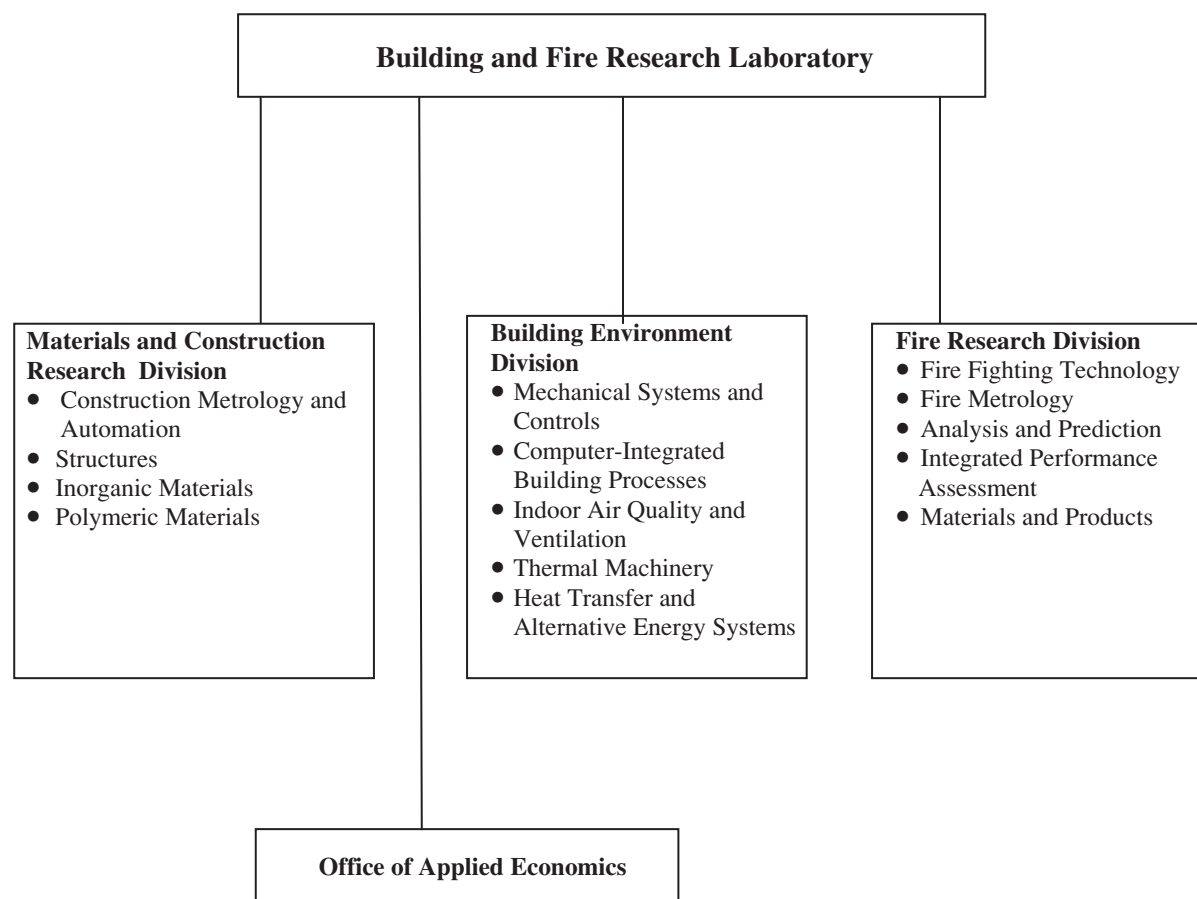 Building and Fire Research Laboratory
Materials and Construction
Research Division
● Construction Metrology and
Automation
● Structures
● Inorganic Materials
● Polymeric Materials
Building Environment
Division
● Mechanical Systems and
Controls
● Computer-Integrated
Building Processes
● Indoor Air Quality and
Ventilation
● Thermal Machinery
● Heat Transfer and
Alternative Energy Systems
Fire Research Division
● Fire Fighting Technology
● Fire Metrology
● Analysis and Prediction
● Integrated Performance
Assessment
● Materials and Products
Office of Applied Economics